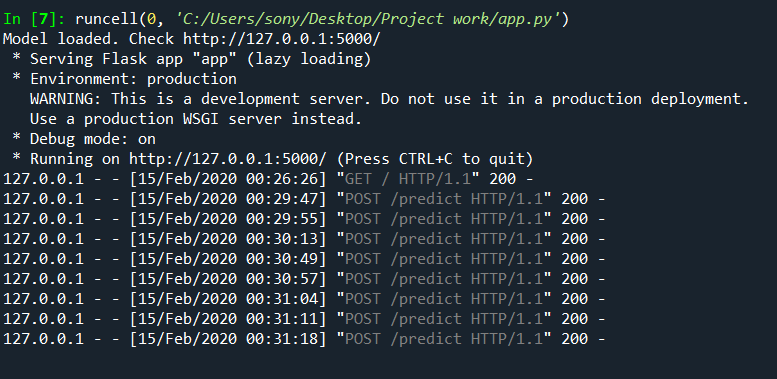 In [7]: runcell(0, 'C:/Users/sony/Desktop/Project work/app.py')
Model loaded. Check http://127.0.0.1:5000/
 * Serving Flask app "app" (lazy loading)
 * Environment: production
   WARNING: This is a development server. Do not use it in a production deployment.
   Use a production WSGI server instead.
 * Debug mode: on
 * Running on http://127.0.0.1:5000/ (Press CTRL+C to quit)
127.0.0.1 - - [15/Feb/2020 00:26:26] "GET / HTTP/1.1" 200 -
127.0.0.1 - - [15/Feb/2020 00:29:47] "POST /predict HTTP/1.1" 200 -
127.0.0.1 - - [15/Feb/2020 00:29:55] "POST /predict HTTP/1.1" 200 -
127.0.0.1 - - [15/Feb/2020 00:30:13] "POST /predict HTTP/1.1" 200 -
127.0.0.1 - - [15/Feb/2020 00:30:49] "POST /predict HTTP/1.1" 200 -
127.0.0.1 - - [15/Feb/2020 00:30:57] "POST /predict HTTP/1.1" 200 -
127.0.0.1 - - [15/Feb/2020 00:31:04] "POST /predict HTTP/1.1" 200 -
127.0.0.1 - - [15/Feb/2020 00:31:11] "POST /predict HTTP/1.1" 200 -
127.0.0.1 - - [15/Feb/2020 00:31:18] "POST /predict HTTP/1.1" 200 -